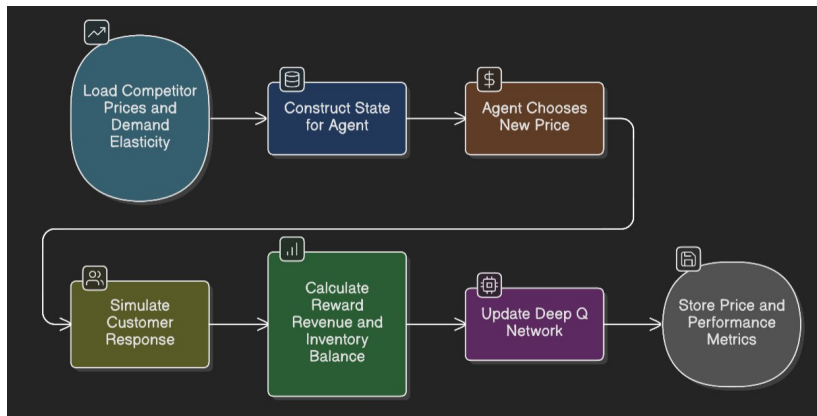 Load Competitor
Prices and
Demand
Elasticity
Construct State
for Agent
Agent Chooses
New Price
Simulate
Customer
Response
Calculate
Reward
Revenue and
Inventory
Balance
Update Deep Q
Network
Store Price and
Performance
Metrics